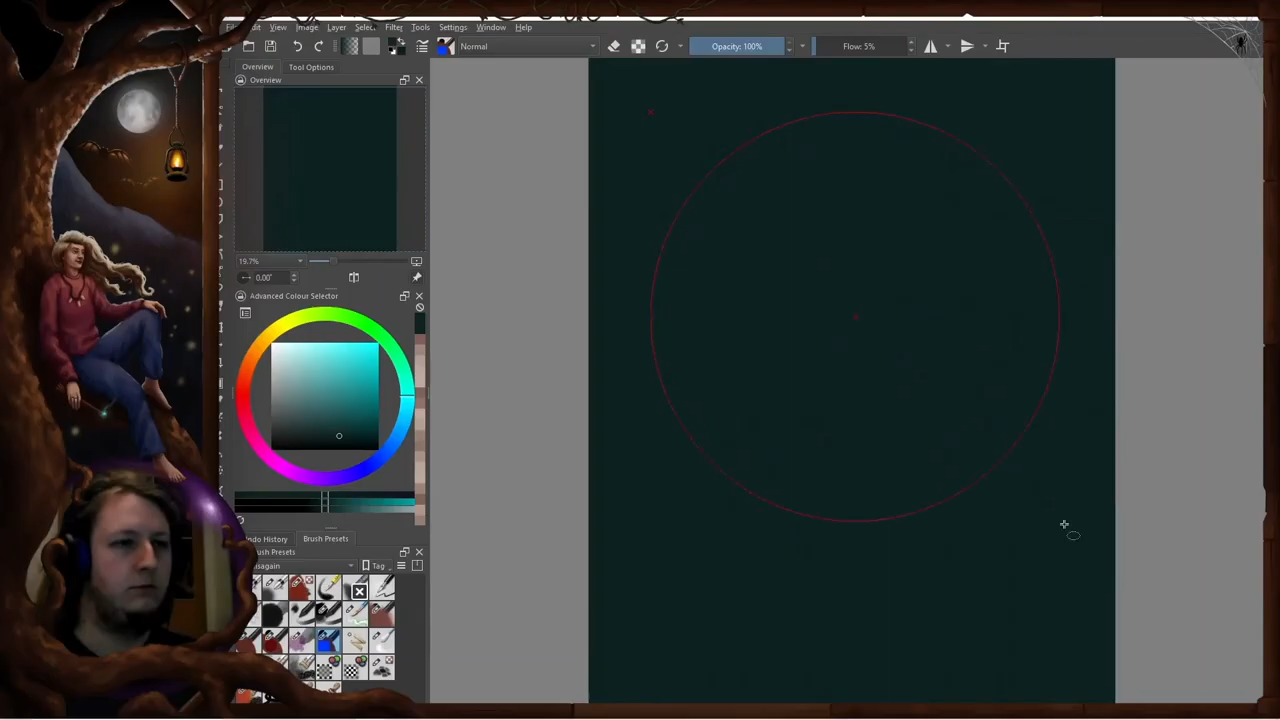 Edit View Image Layer Select Filter Tools Settings Window Help
Normal Opacity: 100% Flow: 5%
Overview Tool Options
Overview
19.7%
0.00°
Advanced Colour Selector
Undo History Brush Presets
Brush Presets
Tag